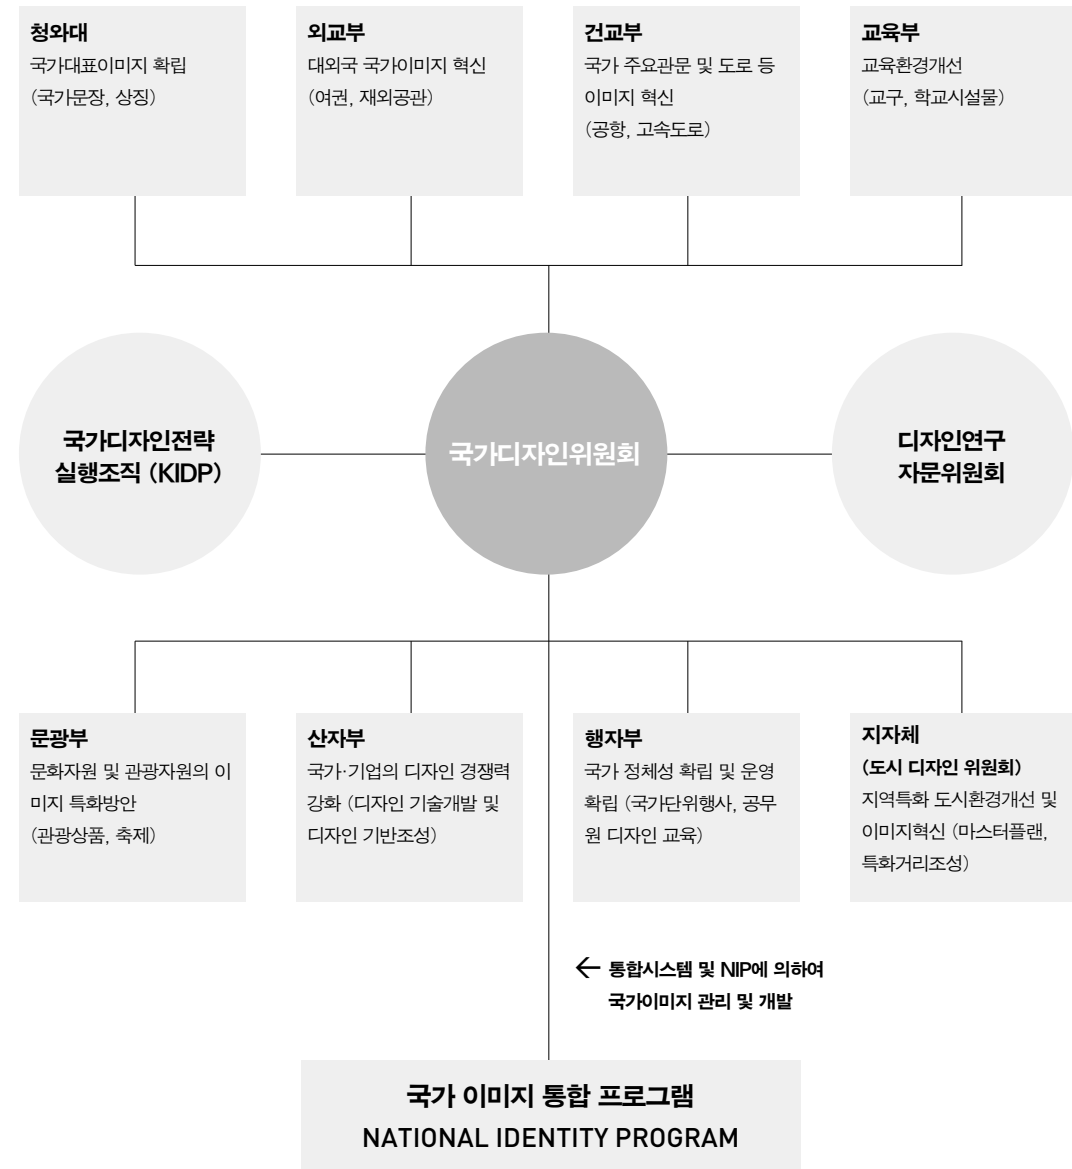 청와대
국가대표이미지 확립
(국가문장, 상징)
외교부
대외국 국가이미지 혁신
(여권, 재외공관)
건교부
국가 주요관문 및 도로 등
이미지 혁신
(공항, 고속도로)
교육부
교육환경개선
(교구, 학교시설물)
국가디자인전략
실행조직 (KIDP)
국가디자인위원회
디자인연구
자문위원회
문광부
문화자원 및 관광자원의 이
미지 특화방안
(관광상품, 축제)
산자부
국가·기업의 디자인 경쟁력
강화 (디자인 기술개발 및
디자인 기반조성)
행자부
국가 정체성 확립 및 운영
확립 (국가단위행사, 공무
원 디자인 교육)
지자체
(도시 디자인 위원회)
지역특화 도시환경개선 및
이미지혁신 (마스터플랜,
특화거리조성)
← 통합시스템 및 NIP에 의하여
국가이미지 관리 및 개발
국가 이미지 통합 프로그램
NATIONAL IDENTITY PROGRAM